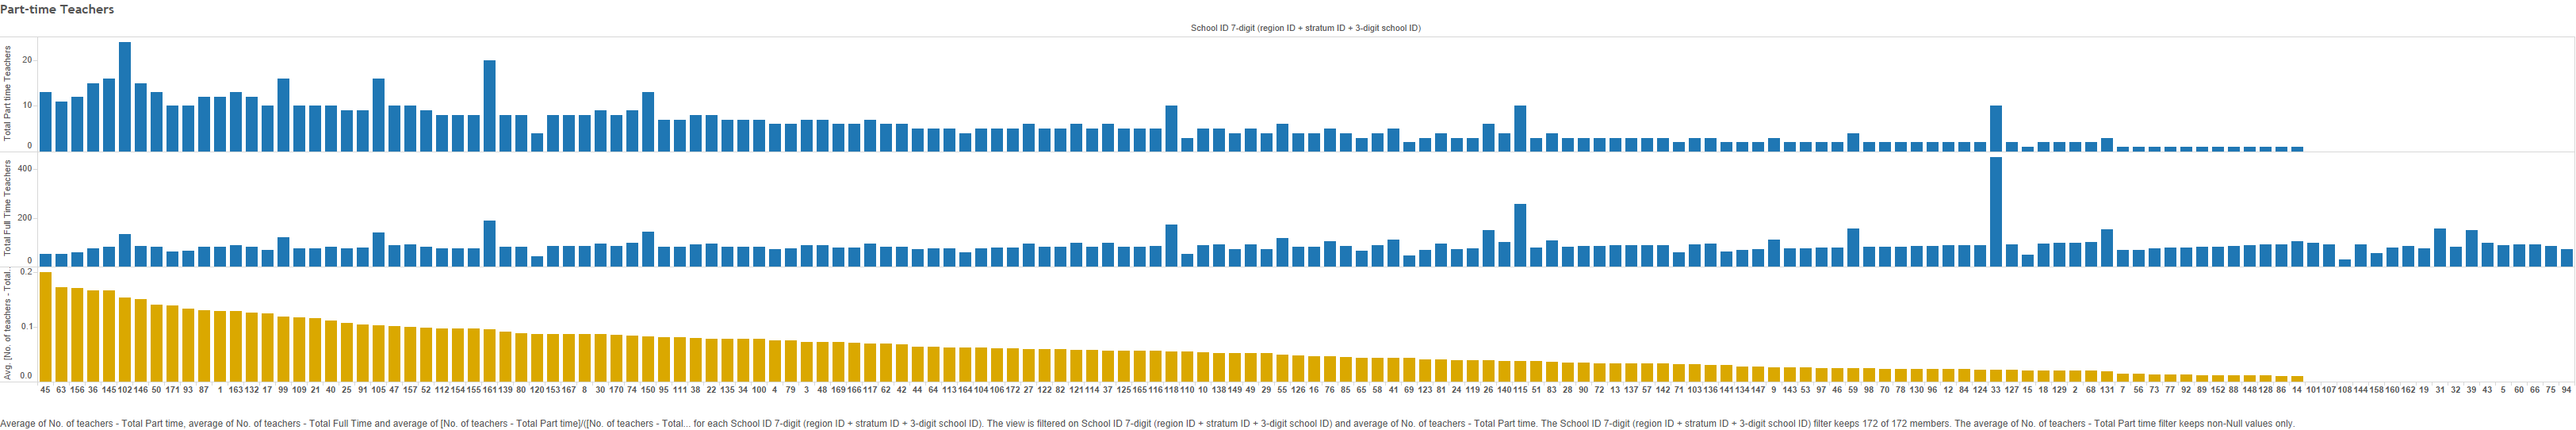 Part-time Teachers
School ID 7-digit (region ID + stratum ID + 3-digit school ID)
Total Part time Teachers
20
10
0
Total Full Time Teachers
400
200
0
Avg. [No. of teachers - Total..
0.2
0.1
0.0
45 63 156 36 145 102 146 50 171 93 87 1 163 132 17 99 109 21 40 25 91 105 47 157 52 112 154 155 161 139 80 120 153 167 8 30 170 74 150 95 111 38 22 135 34 100 4 79 3 48 169 166 117 62 42 44 64 113 164 104 106 172 27 122 82 121 114 37 125 165 116 118 110 10 138 149 49 29 55 126 16 76 85 65 58 41 69 123 81 24 119 26 140 115 51 83 28 90 72 13 137 57 142 71 103 136 141 134 147 9 143 53 97 46 59 98 70 78 130 96 12 84 124 33 127 15 18 129 2 68 131 7 56 73 77 92 89 152 88 148 128 86 14 101 107 108 144 158 160 162 19 31 32 39 43 5 60 66 75 94
Average of No. of teachers - Total Part time, average of No. of teachers - Total Full Time and average of [No. of teachers - Total Part time]/([No. of teachers - Total... for each School ID 7-digit (region ID + stratum ID + 3-digit school ID). The view is filtered on School ID 7-digit (region ID + stratum ID + 3-digit school ID) and average of No. of teachers - Total Part time. The School ID 7-digit (region ID + stratum ID + 3-digit school ID) filter keeps 172 of 172 members. The average of No. of teachers - Total Part time filter keeps non-Null values only.